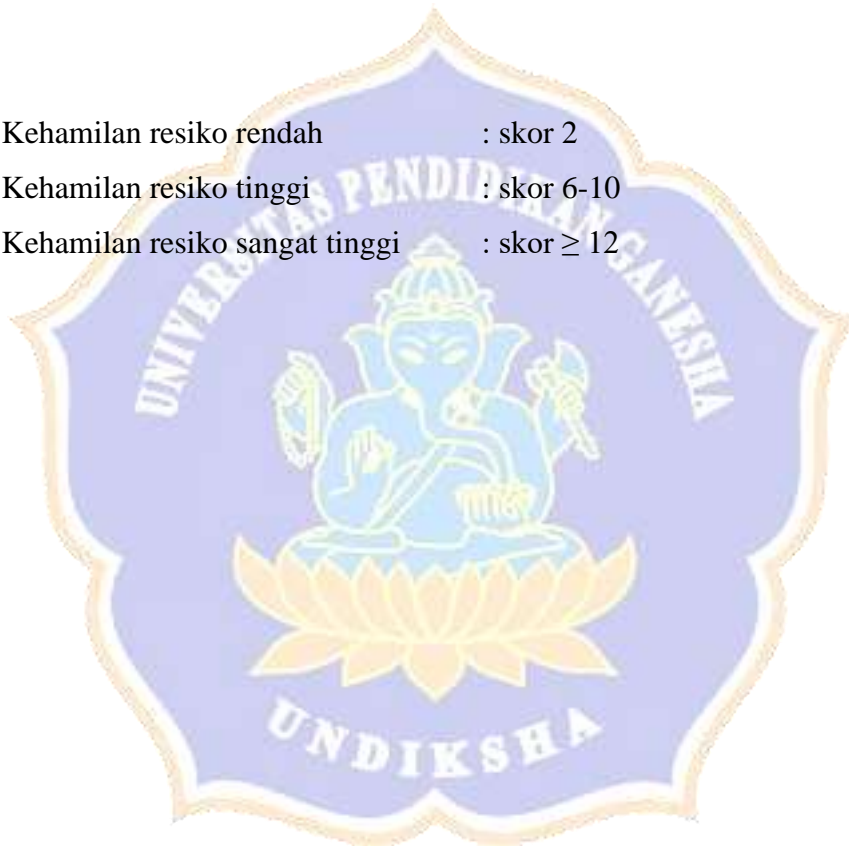 Kehamilan resiko rendah : skor 2
Kehamilan resiko tinggi : skor 6-10
Kehamilan resiko sangat tinggi : skor ≥ 12
UNIVERSITAS PENDIDIKAN GANESHA
UNDIKSHA